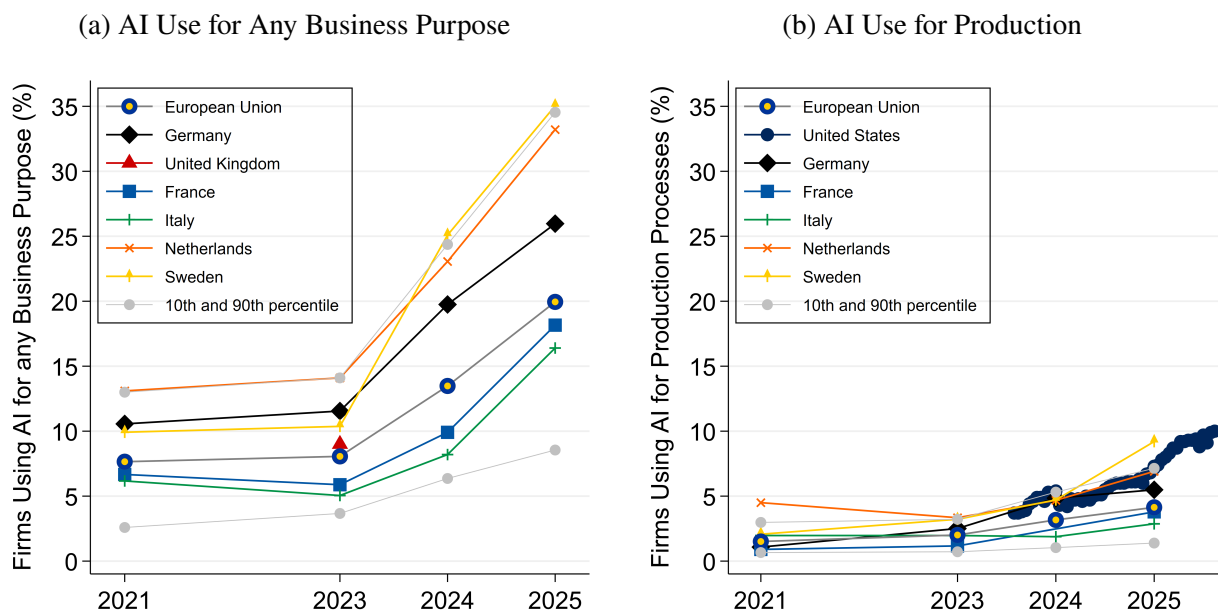 (a) AI Use for Any Business Purpose
Firms Using AI for any Business Purpose (%)
35
30
25
20
15
10
5
0
European Union
Germany
United Kingdom
France
Italy
Netherlands
Sweden
10th and 90th percentile
2021 2023 2024 2025
(b) AI Use for Production
Firms Using AI for Production Processes (%)
35
30
25
20
15
10
5
0
European Union
United States
Germany
France
Italy
Netherlands
Sweden
10th and 90th percentile
2021 2023 2024 2025